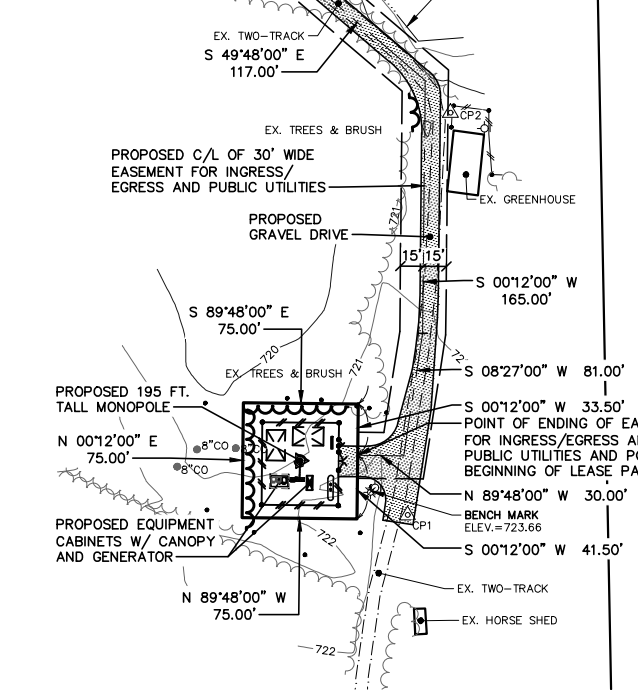 EX. TWO-TRACK
S 49°48'00" E
117.00'
CP2
EX. TREES & BRUSH
PROPOSED C/L OF 30' WIDE
EASEMENT FOR INGRESS/
EGRESS AND PUBLIC UTILITIES
EX. GREENHOUSE
721
PROPOSED
GRAVEL DRIVE
15' 15'
S 00°12'00" W
165.00'
S 89°48'00" E
75.00'
720
721
EX. TREES & BRUSH
S 08°27'00" W 81.00'
PROPOSED 195 FT.
TALL MONOPOLE
S 00°12'00" W 33.50'
POINT OF ENDING OF EA
FOR INGRESS/EGRESS A
PUBLIC UTILITIES AND PO
BEGINNING OF LEASE PA
N 00°12'00" E
75.00'
8"CO
8"CO
N 89°48'00" W 30.00'
BENCH MARK
ELEV.=723.66
CP1
PROPOSED EQUIPMENT
CABINETS W/ CANOPY
AND GENERATOR
722
S 00°12'00" W 41.50'
EX. TWO-TRACK
N 89°48'00" W
75.00'
EX. HORSE SHED
722